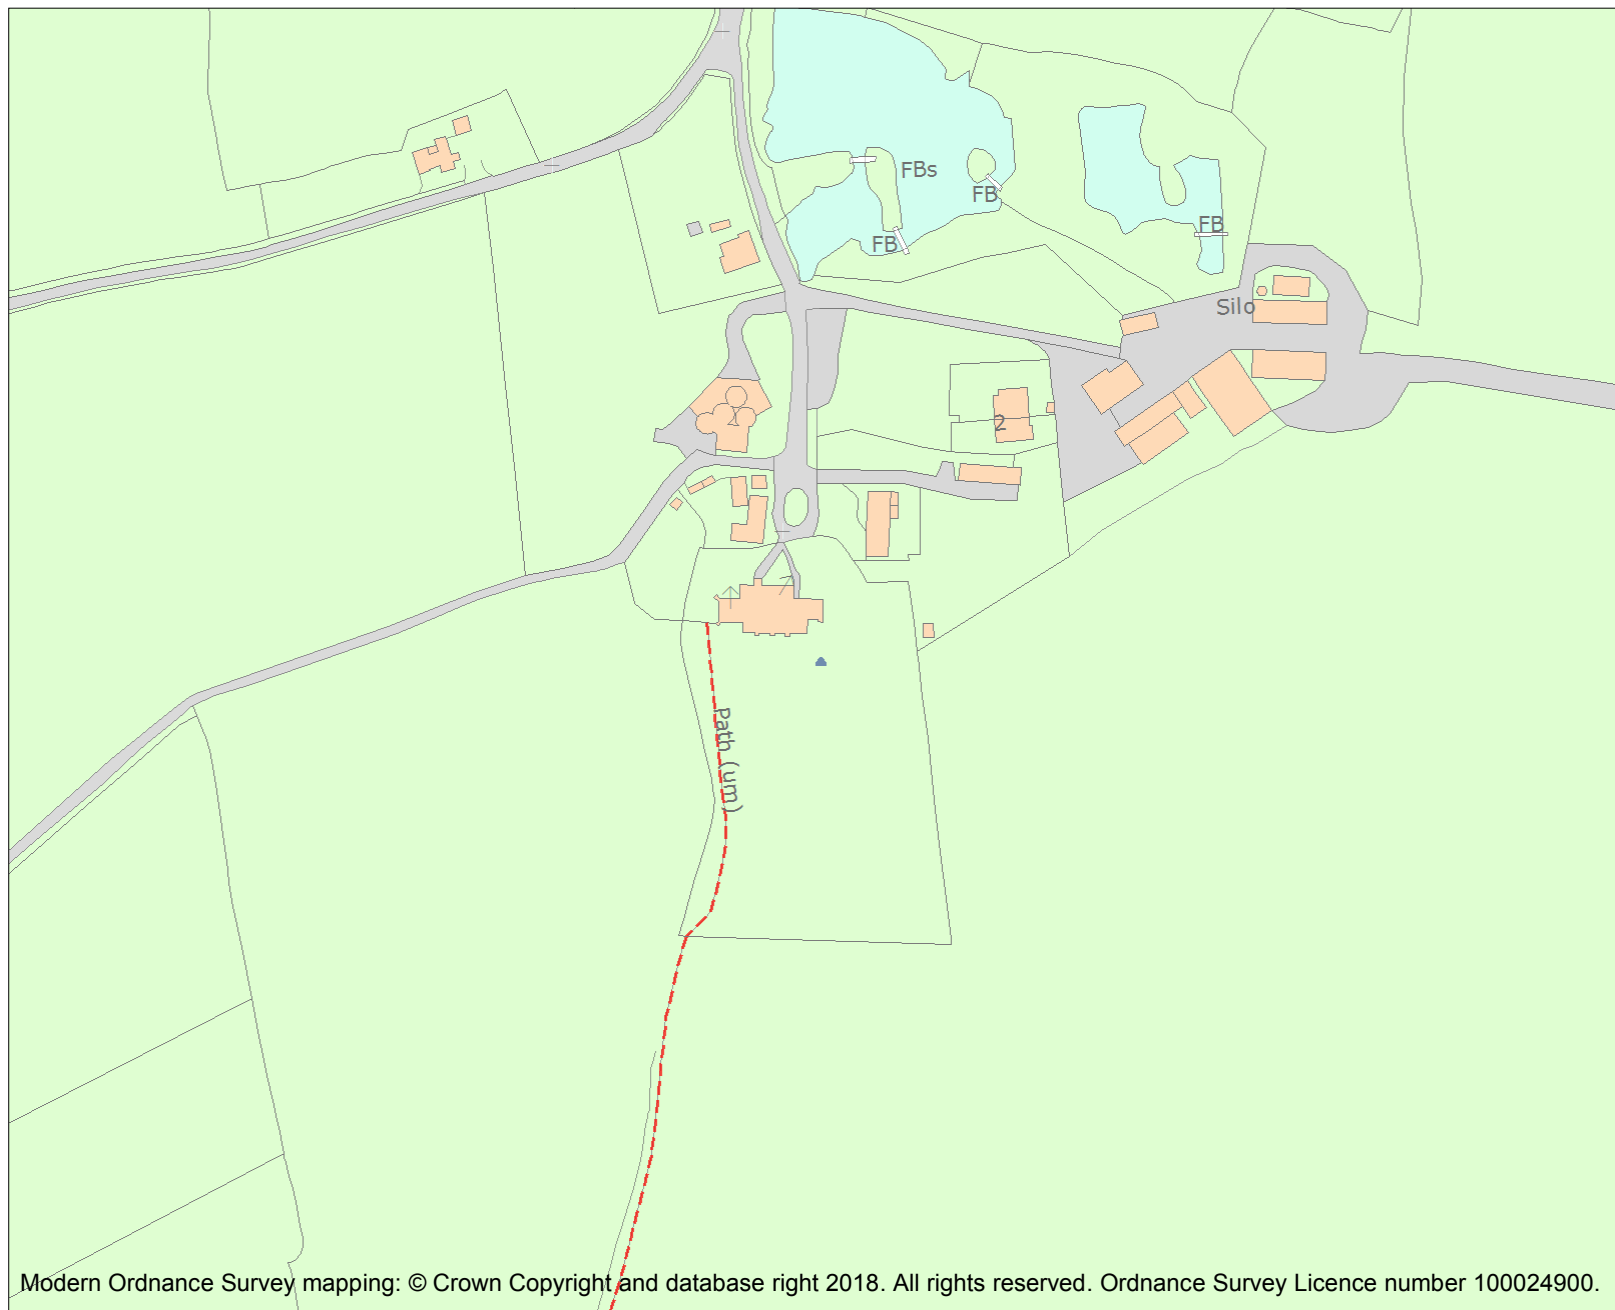 FBs
FB
FB
FB
Silo
2
Path (um)
Modern Ordnance Survey mapping: © Crown Copyright and database right 2018. All rights reserved. Ordnance Survey Licence number 100024900.